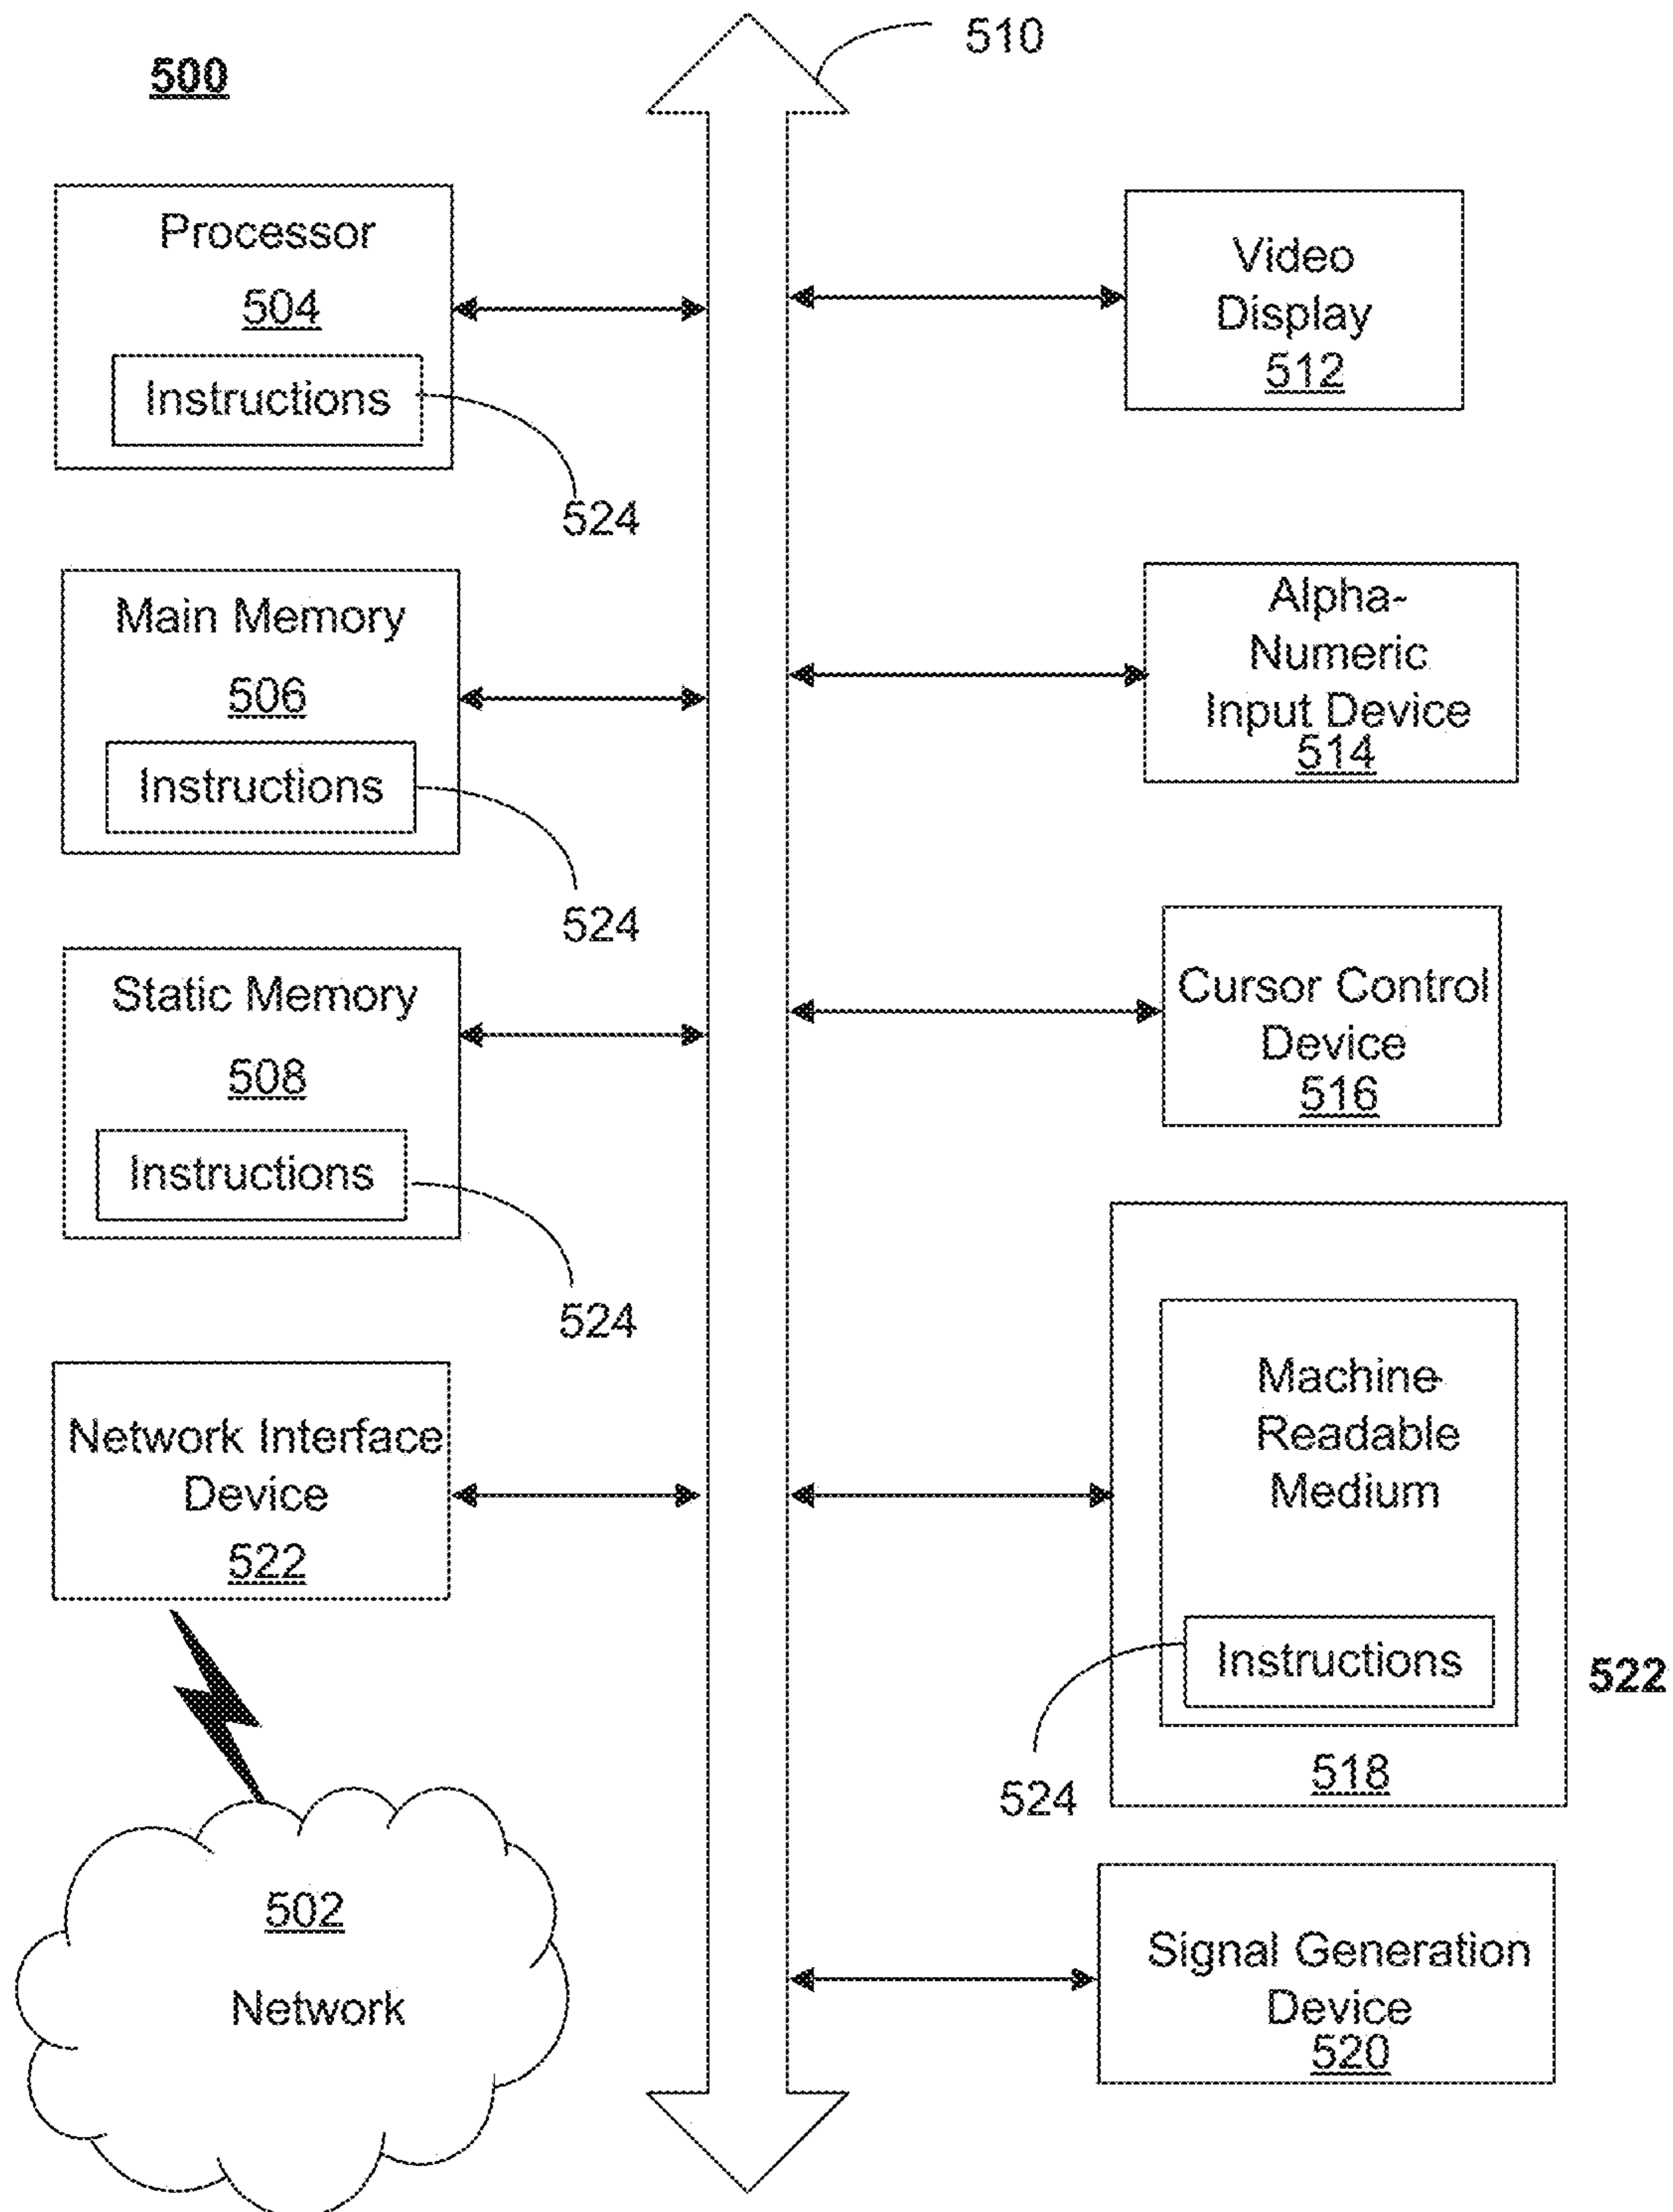 500
510
Processor
504
Instructions
524
Main Memory
506
Instructions
524
Static Memory
508
Instructions
524
Network Interface
Device
522
502
Network
Video
Display
512
Alpha-
Numeric
Input Device
514
Cursor Control
Device
516
Machine-
Readable
Medium
Instructions
522
524
518
Signal Generation
Device
520